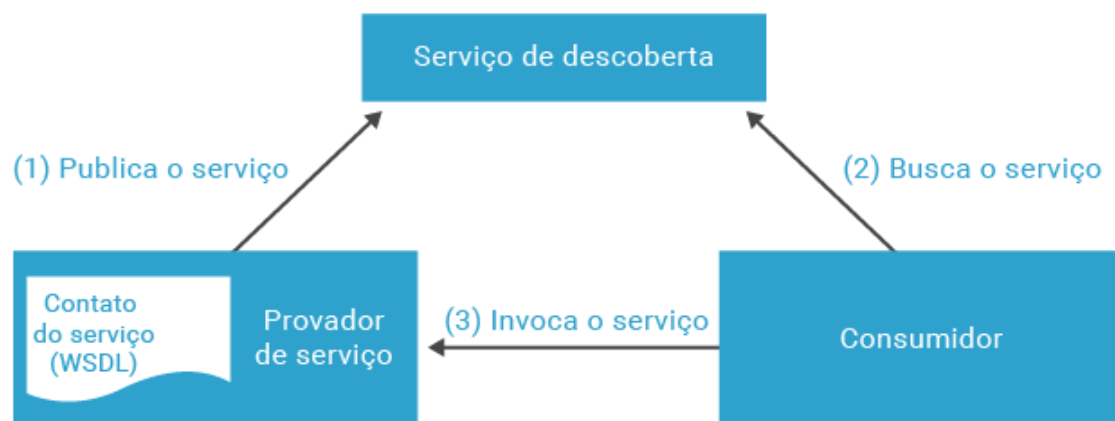 Serviço de descoberta
(1) Publica o serviço
(2) Busca o serviço
Contato
do serviço
(WSDL)
Provador
de serviço
(3) Invoca o serviço
Consumidor